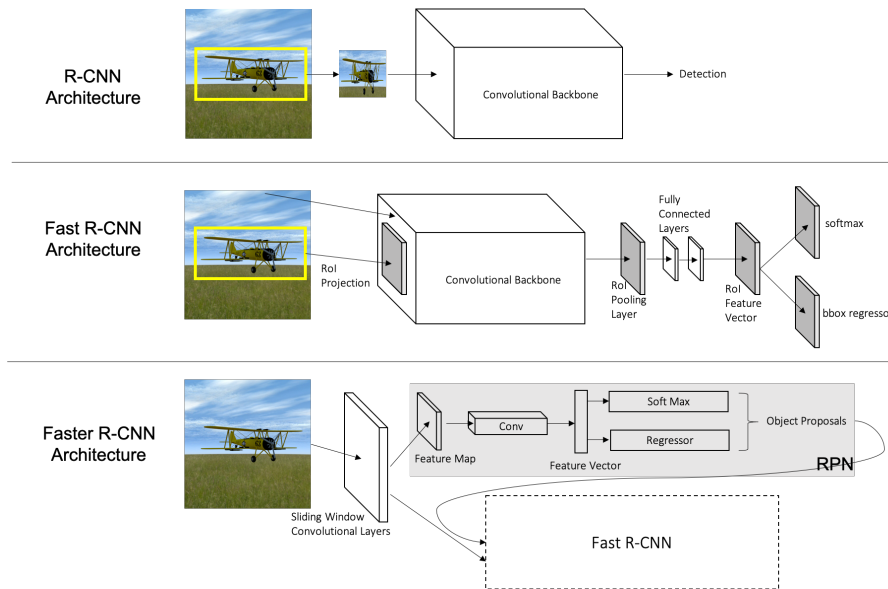 R-CNN
Architecture
Convolutional Backbone
Detection
Fast R-CNN
Architecture
RoI
Projection
Convolutional Backbone
Fully
Connected
Layers
RoI
Pooling
Layer
RoI
Feature
Vector
softmax
bbox regressor
Faster R-CNN
Architecture
Sliding Window
Convolutional Layers
Feature Map
Conv
Feature Vector
Soft Max
Regressor
Object Proposals
RPN
Fast R-CNN